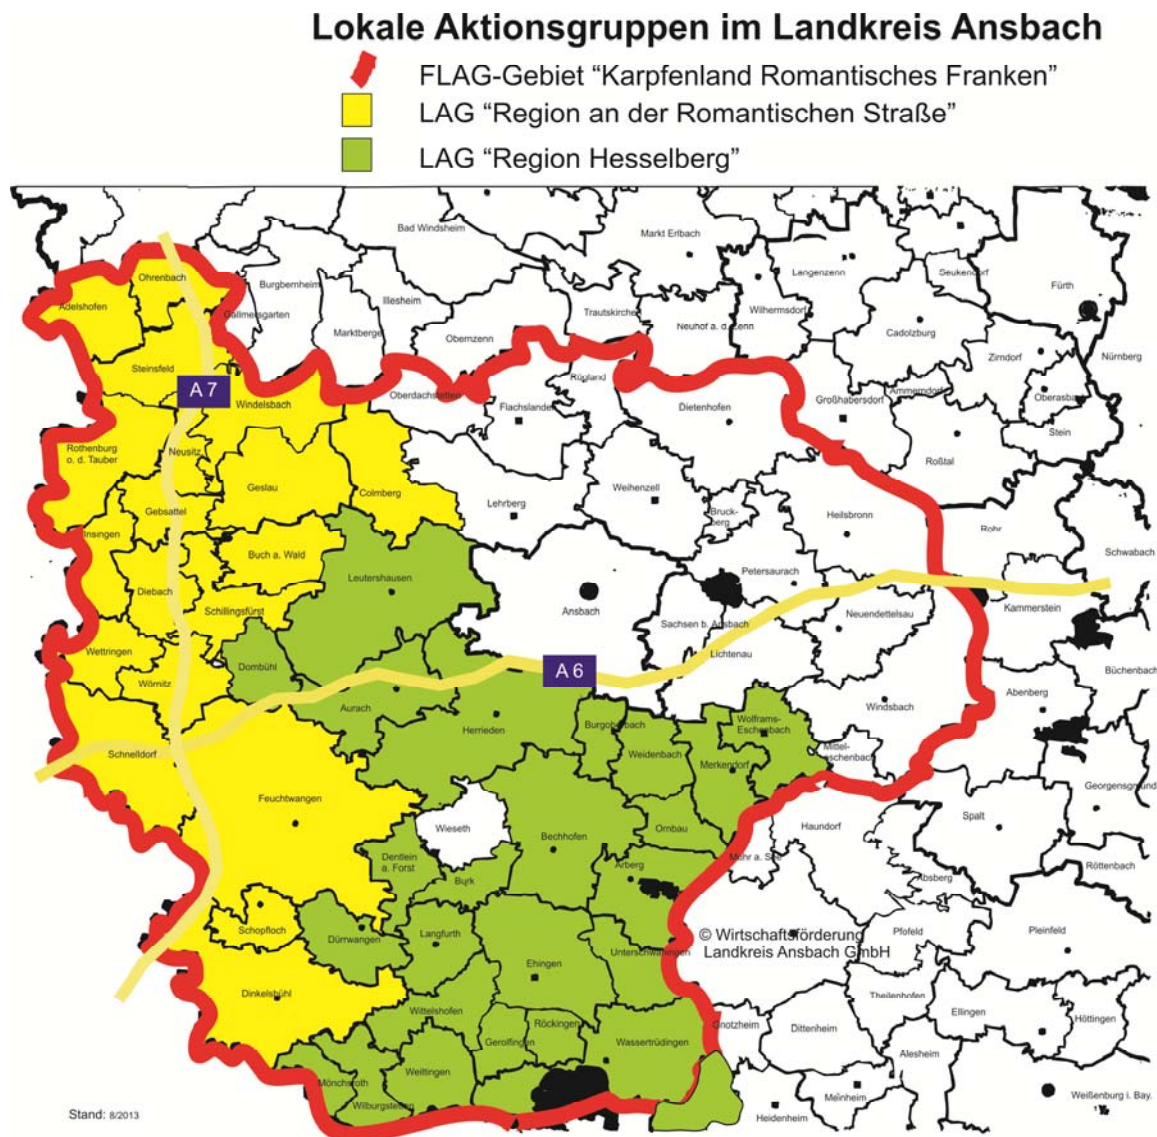 Lokale Aktionsgruppen im Landkreis Ansbach
FLAG-Gebiet “Karpfenland Romantisches Franken”
LAG “Region an der Romantischen Straße”
LAG “Region Hesselberg”
Bad Windsheim
Markt Erlbach
Ohrenbach
Burgbernheim
Illesheim
Langenzenn
Seukendorf
Fürth
Adelshofen
Gallmersgarten
Marktberge
Obernzenn
Trautskirchen
Neuhof a. d. Zenn
Wilhermsdorf
Cadolzburg
Zirndorf
Nürnberg
Steinsfeld
A 7
Windelsbach
Oberdachstetten
Flachslanden
Rügland
Dietenhofen
Großhabersdorf
Ammerndorf
Oberasb
Stein
Rothenburg
o. d. Tauber
Neusitz
Geslau
Colmberg
Lehrberg
Weihenzell
Roßtal
Gebsattel
Insingen
Bruck-
berg
Heilsbronn
Rohr
Schwabach
Buch a. Wald
Leutershausen
Diebach
Schillingsfürst
Ansbach
Petersaurach
Sachsen b. Ansbach
Neuendettelsau
Kammerstein
Wettringen
Dombühl
Wörnitz
A 6
Lichtenau
Büchenbach
Aurach
Herrieden
Burgoberbach
Wolframs-
Eschenbach
Windsbach
Abenberg
Schnelldorf
Weidenbach
Merkendorf
Mittel-
eschenbach
Georgensgmünd
Feuchtwangen
Wieseth
Bechhofen
Ornbau
Haundorf
Spalt
Dentlein
a. Forst
Burk
Arberg
Muhr a. See
Absberg
Röttenbach
Schopfloch
Dürrwangen
Langfurth
Ehingen
Unterschwaningen
© Wirtschaftsförderung
Landkreis Ansbach GmbH
Pfofeld
Pleinfeld
Dinkelsbühl
Wittelshofen
Röckingen
Gerolfingen
Wassertrüdingen
Gnotzheim
Dittenheim
Theilenhofen
Ellingen
Höttingen
Alesheim
Mönchsroth
Weiltingen
Wilburgstetten
Meinheim
Heidenheim
Weißenburg i. Bay.
Stand: 8/2013